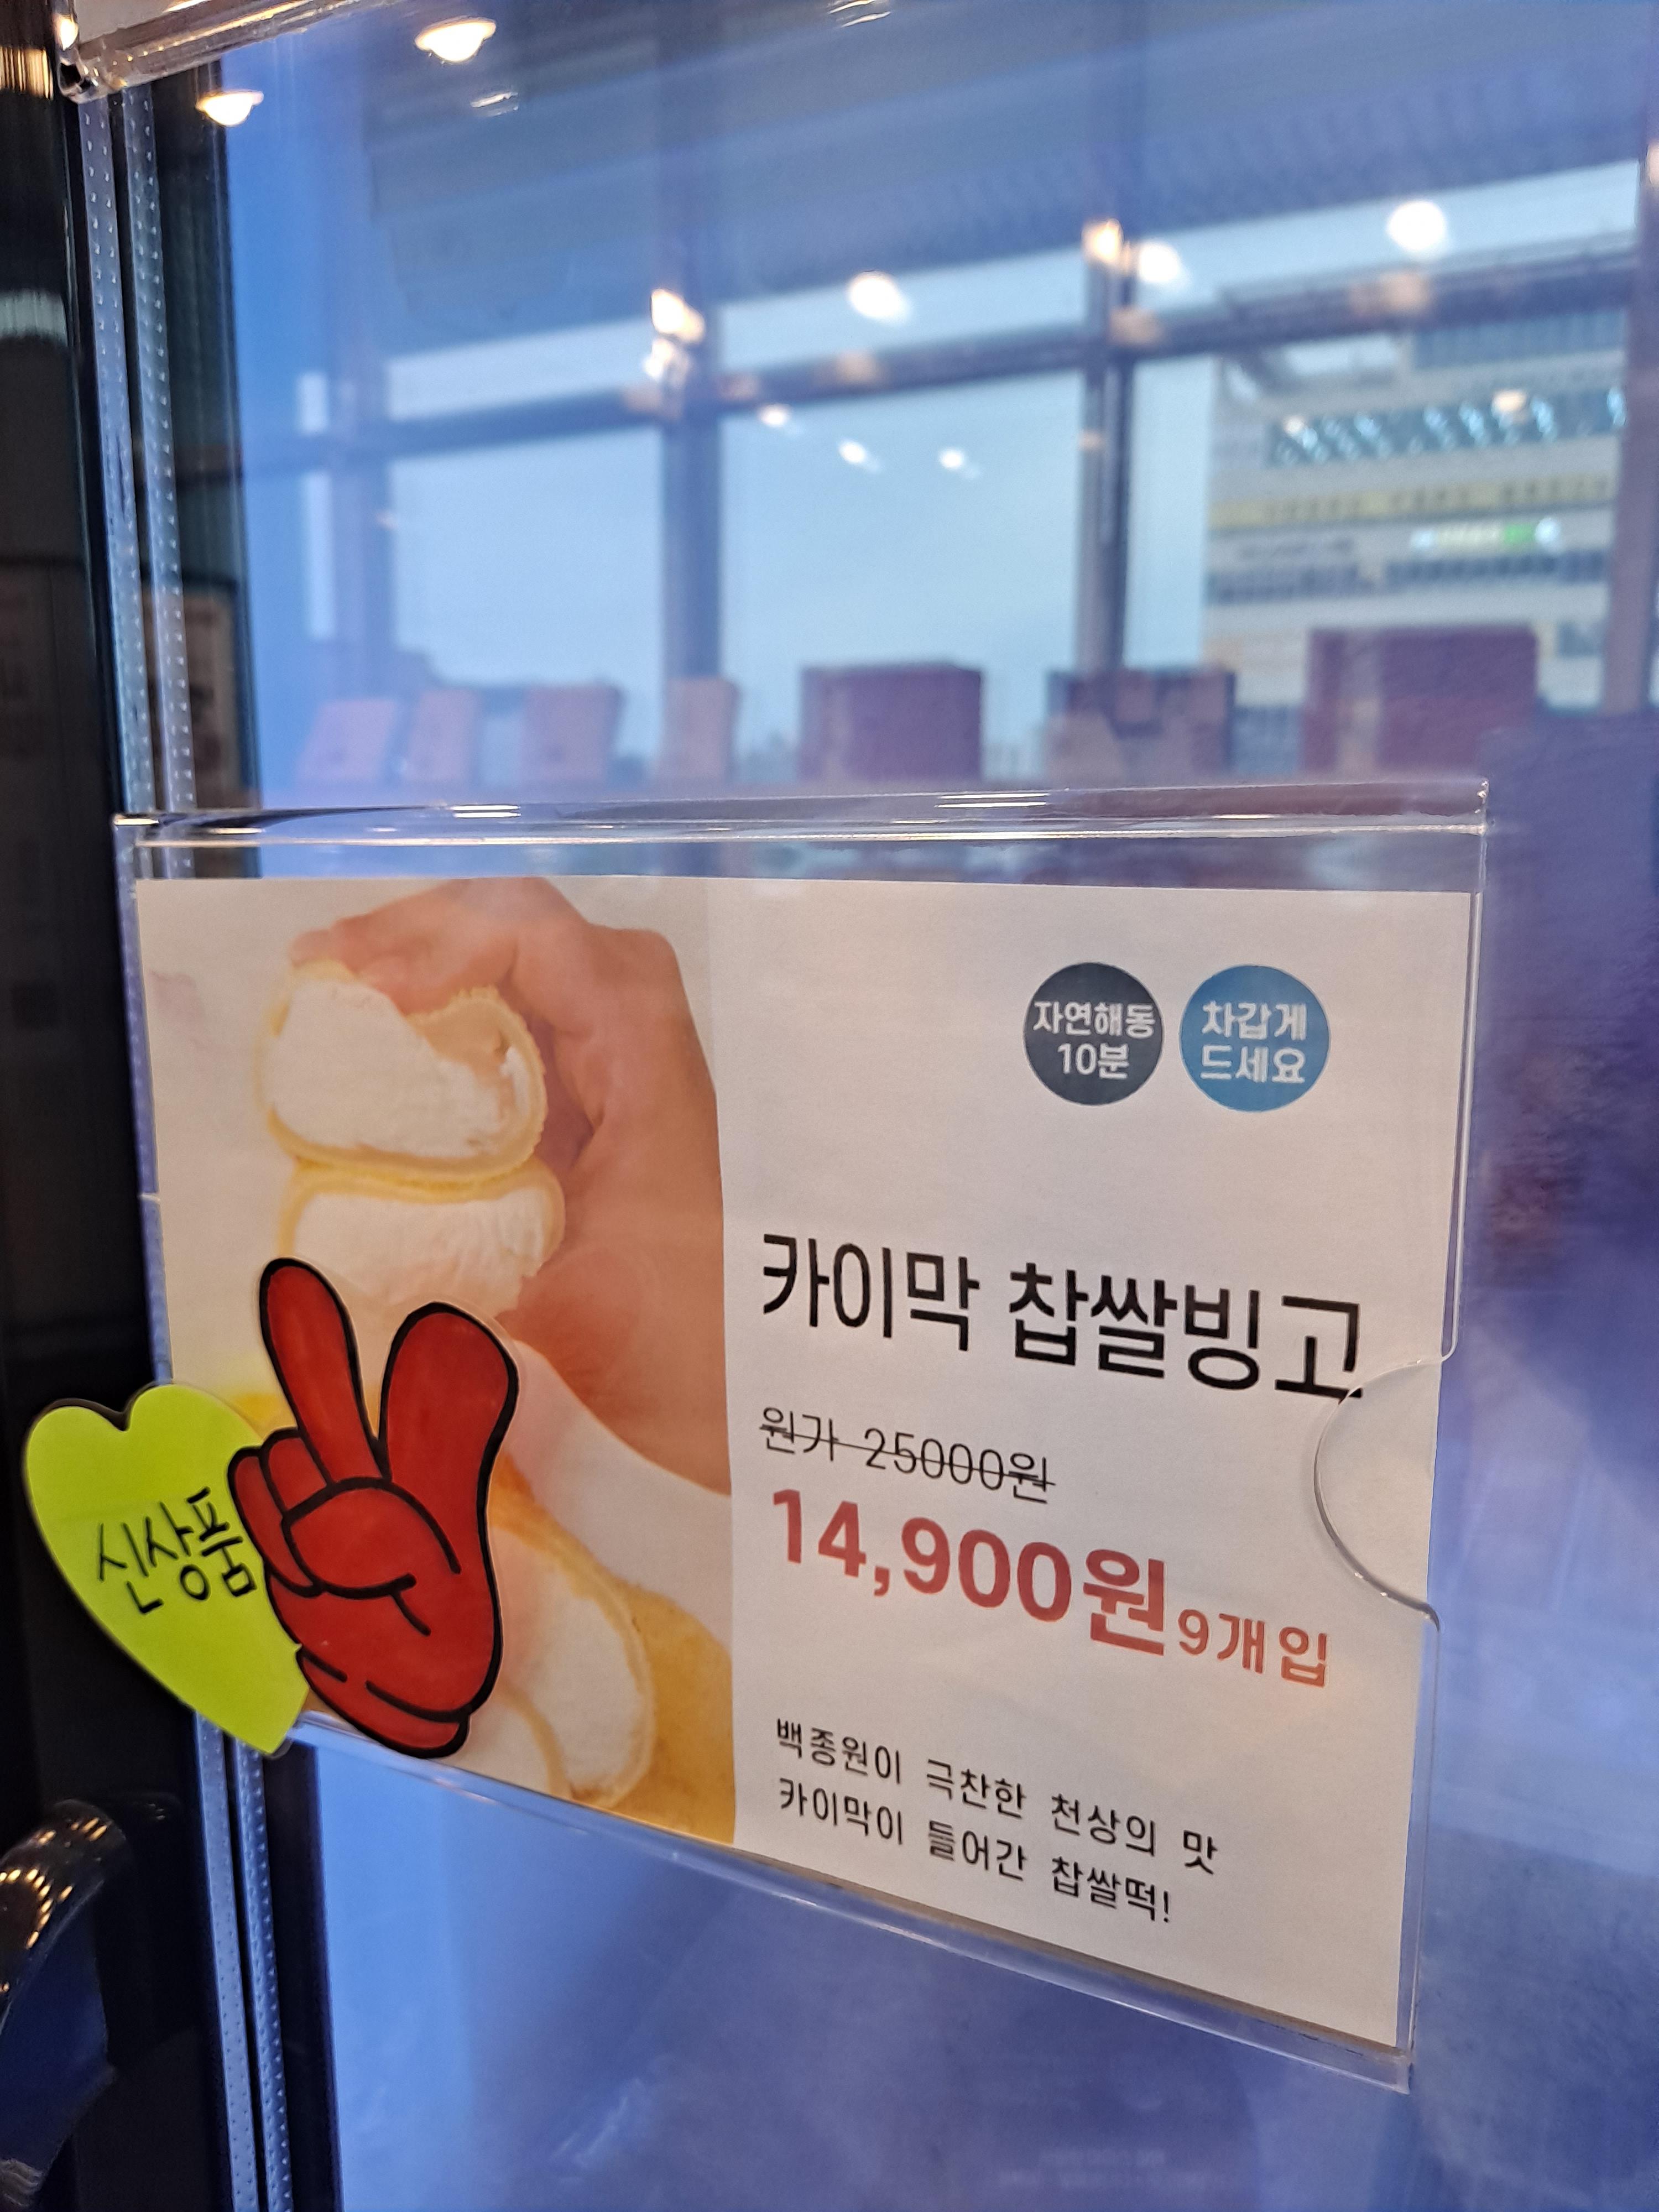 자연해동
10분
차갑게
드세요
카이막 찹쌀빙고
원가 25000원
14,900원 9개입
백종원이 극찬한 천상의 맛
카이막이 들어간 찹쌀떡!
신상품